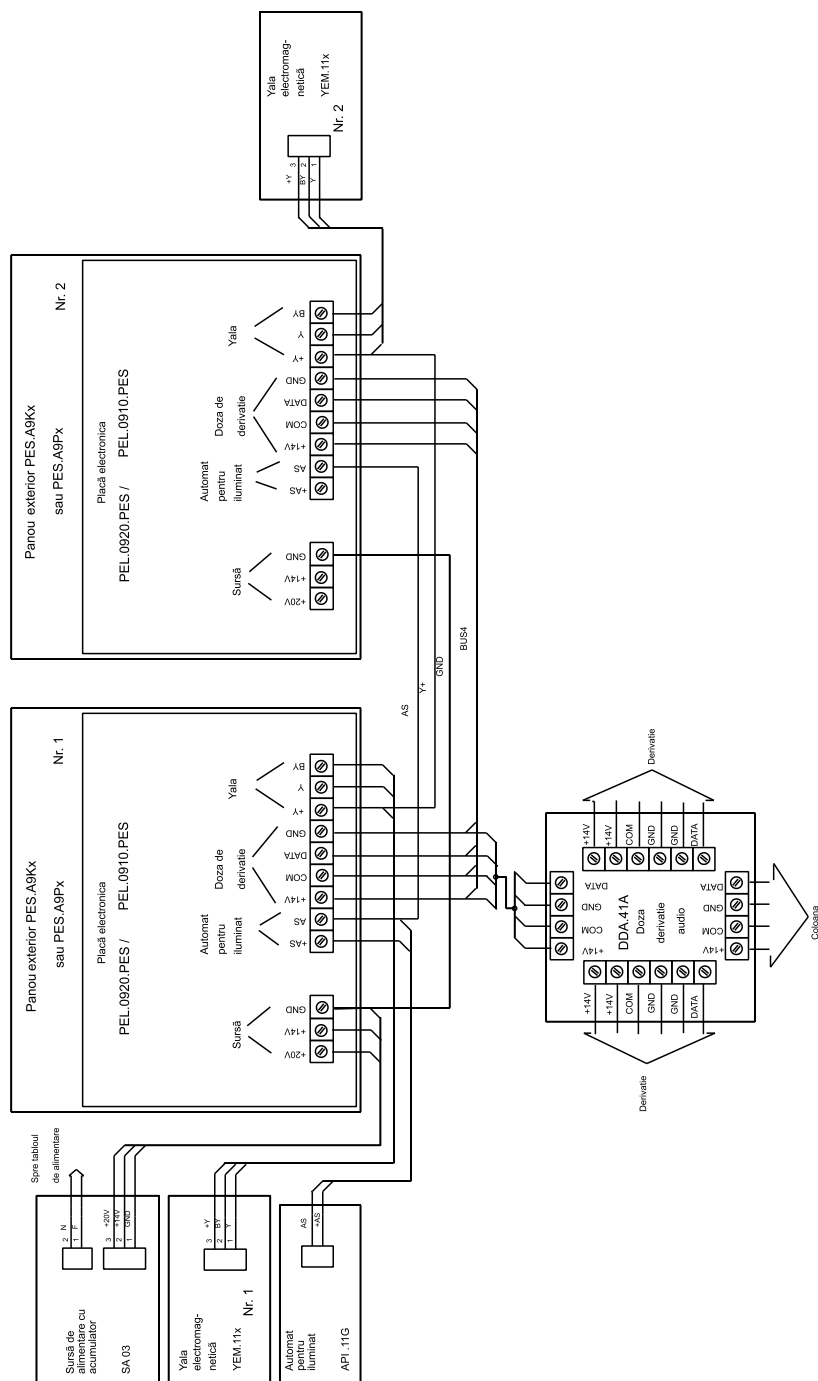 Yala
electromag-
netică
YEM.11x
Nr. 2
+Y
BY
Y
3
2
1
Panou exterior PES.A9Kx
sau PES.A9Px
Nr. 2
Placă electronica
PEL.0920.PES / PEL.0910.PES
Yala
Doza de
derivatie
Automat
pentru
iluminat
Sursă
BY
Y
+Y
GND
DATA
COM
+14V
AS
+AS
GND
+14V
+20V
AS
Y+
GND
BUS4
Panou exterior PES.A9Kx
sau PES.A9Px
Nr. 1
Placă electronica
PEL.0920.PES / PEL.0910.PES
Yala
Doza de
derivatie
Automat
pentru
iluminat
Sursă
BY
Y
+Y
GND
DATA
COM
+14V
AS
+AS
GND
+14V
+20V
Derivatie
+14V
+14V
COM
GND
GND
DATA
DATA
GND
COM
+14V
DDA.41A
Doza
derivatie
audio
DATA
GND
COM
+14V
Coloana
+14V
+14V
COM
GND
GND
DATA
Derivatie
Spre tabloul
de alimentare
N
F
2
1
+20V
+14V
GND
3
2
1
Sursă de
alimentare cu
acumulator
SA 03
+Y
BY
Y
3
2
1
Yala
electromag-
netică
YEM.11x
Nr. 1
AS
+AS
Automat
pentru
iluminat
API .11G